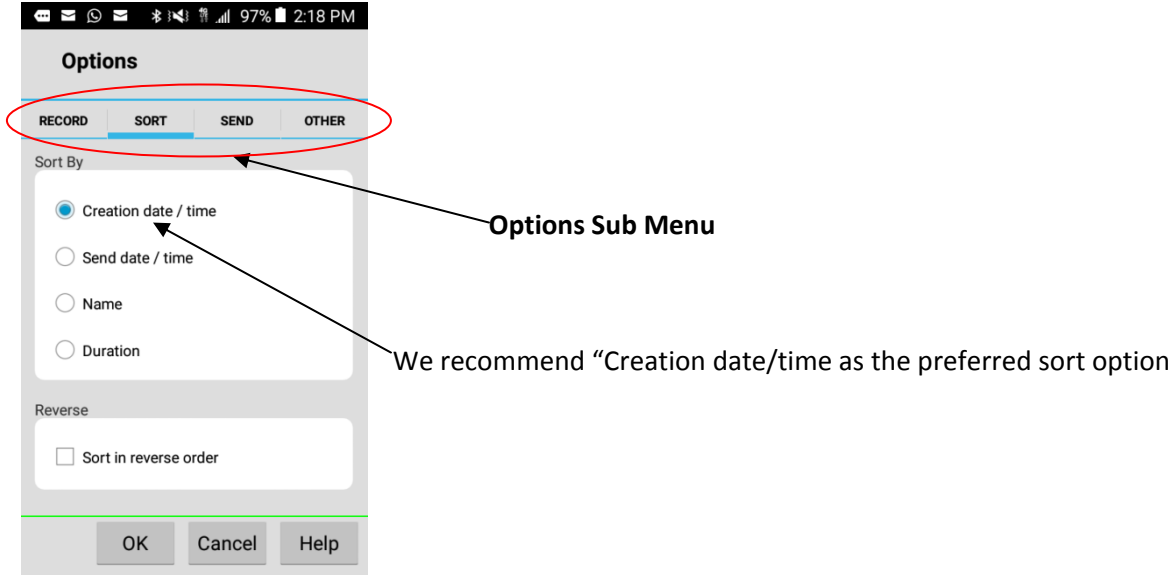 97% 2:18 PM
Options
RECORD SORT SEND OTHER
Sort By
Creation date / time
Options Sub Menu
Send date / time
Name
Duration
We recommend “Creation date/time as the preferred sort option
Reverse
Sort in reverse order
OK Cancel Help